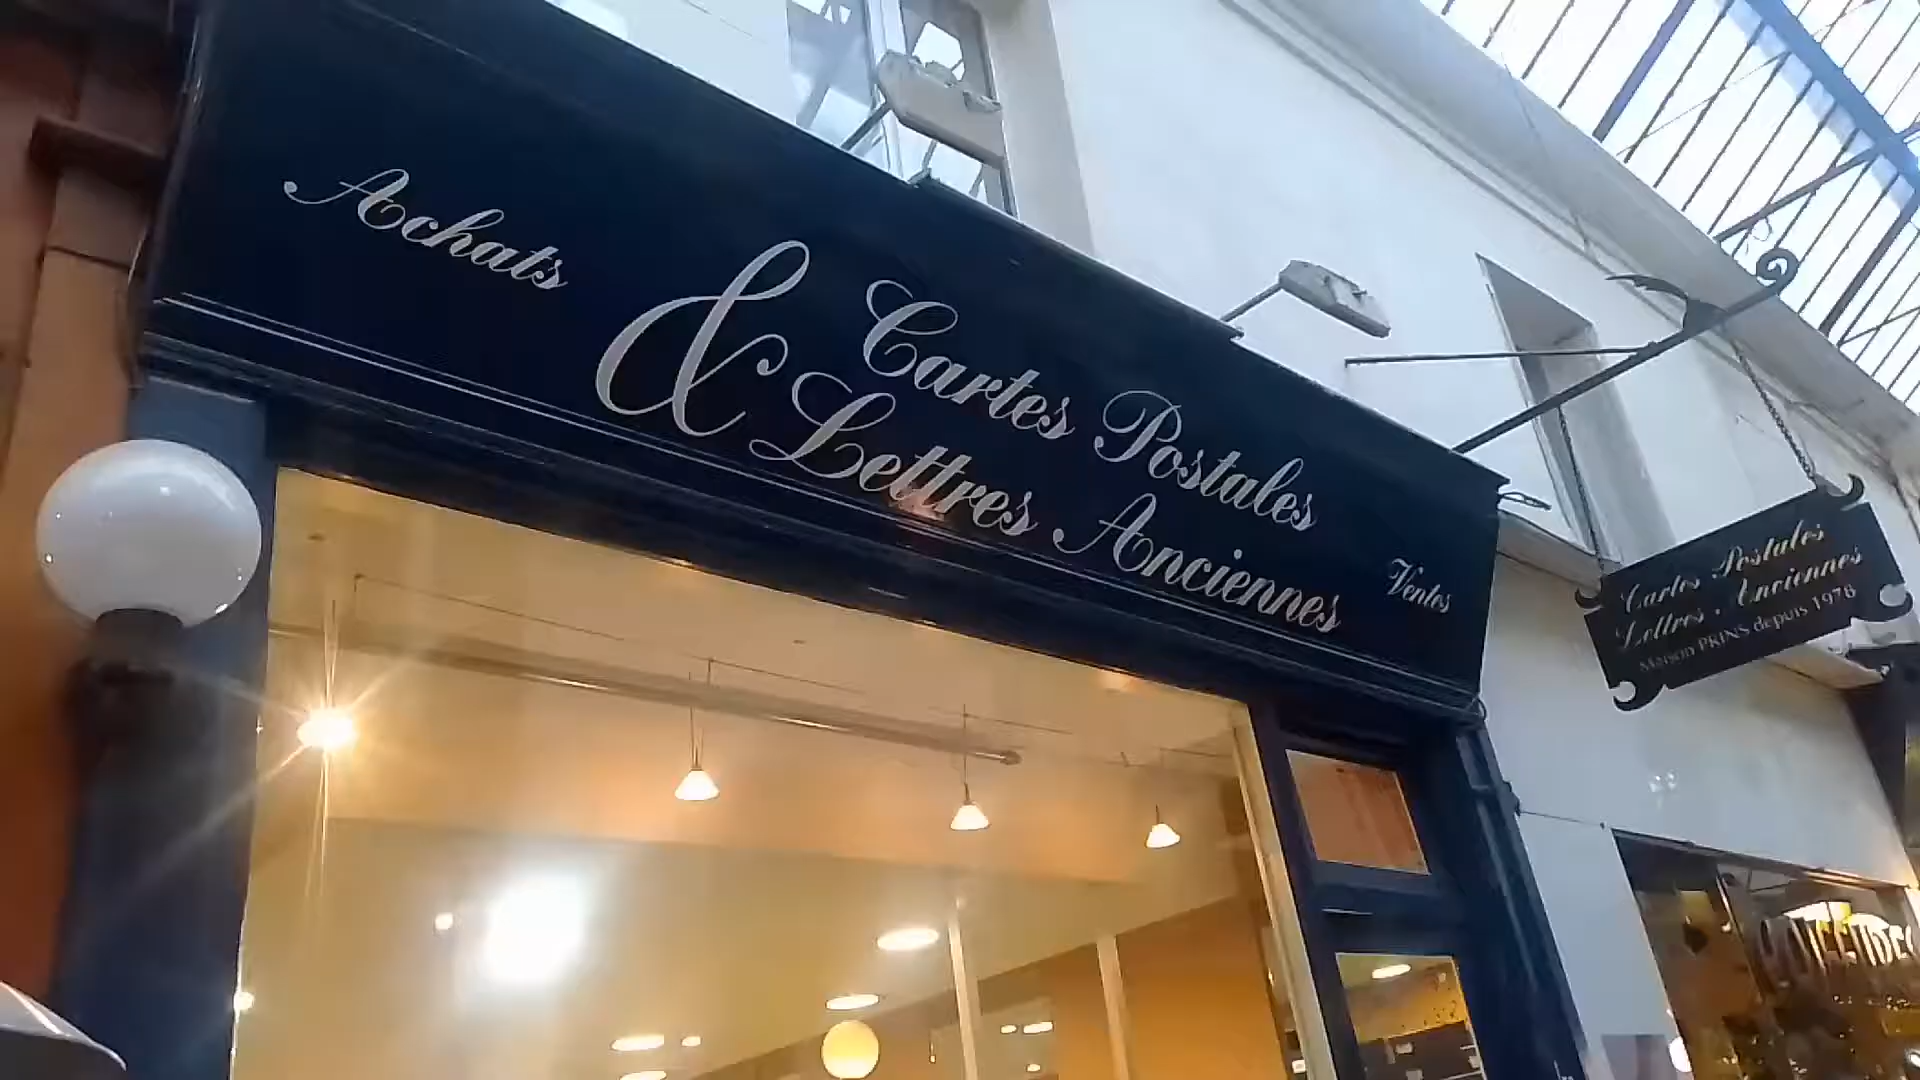 Achats
&
Cartes Postales
Lettres Anciennes
Ventes
Cartes Postales
Lettres Anciennes
Maison PRINS depuis 1976